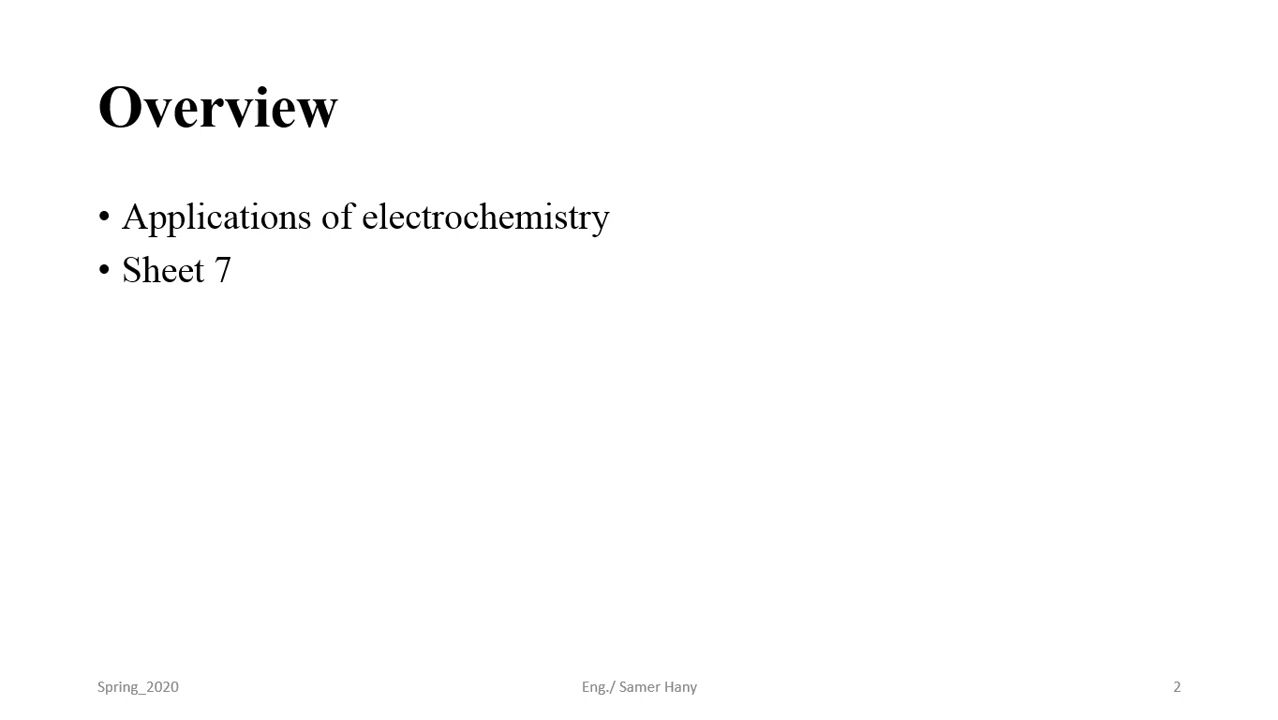 Overview
• Applications of electrochemistry
• Sheet 7
Spring_2020
Eng./ Samer Hany
2